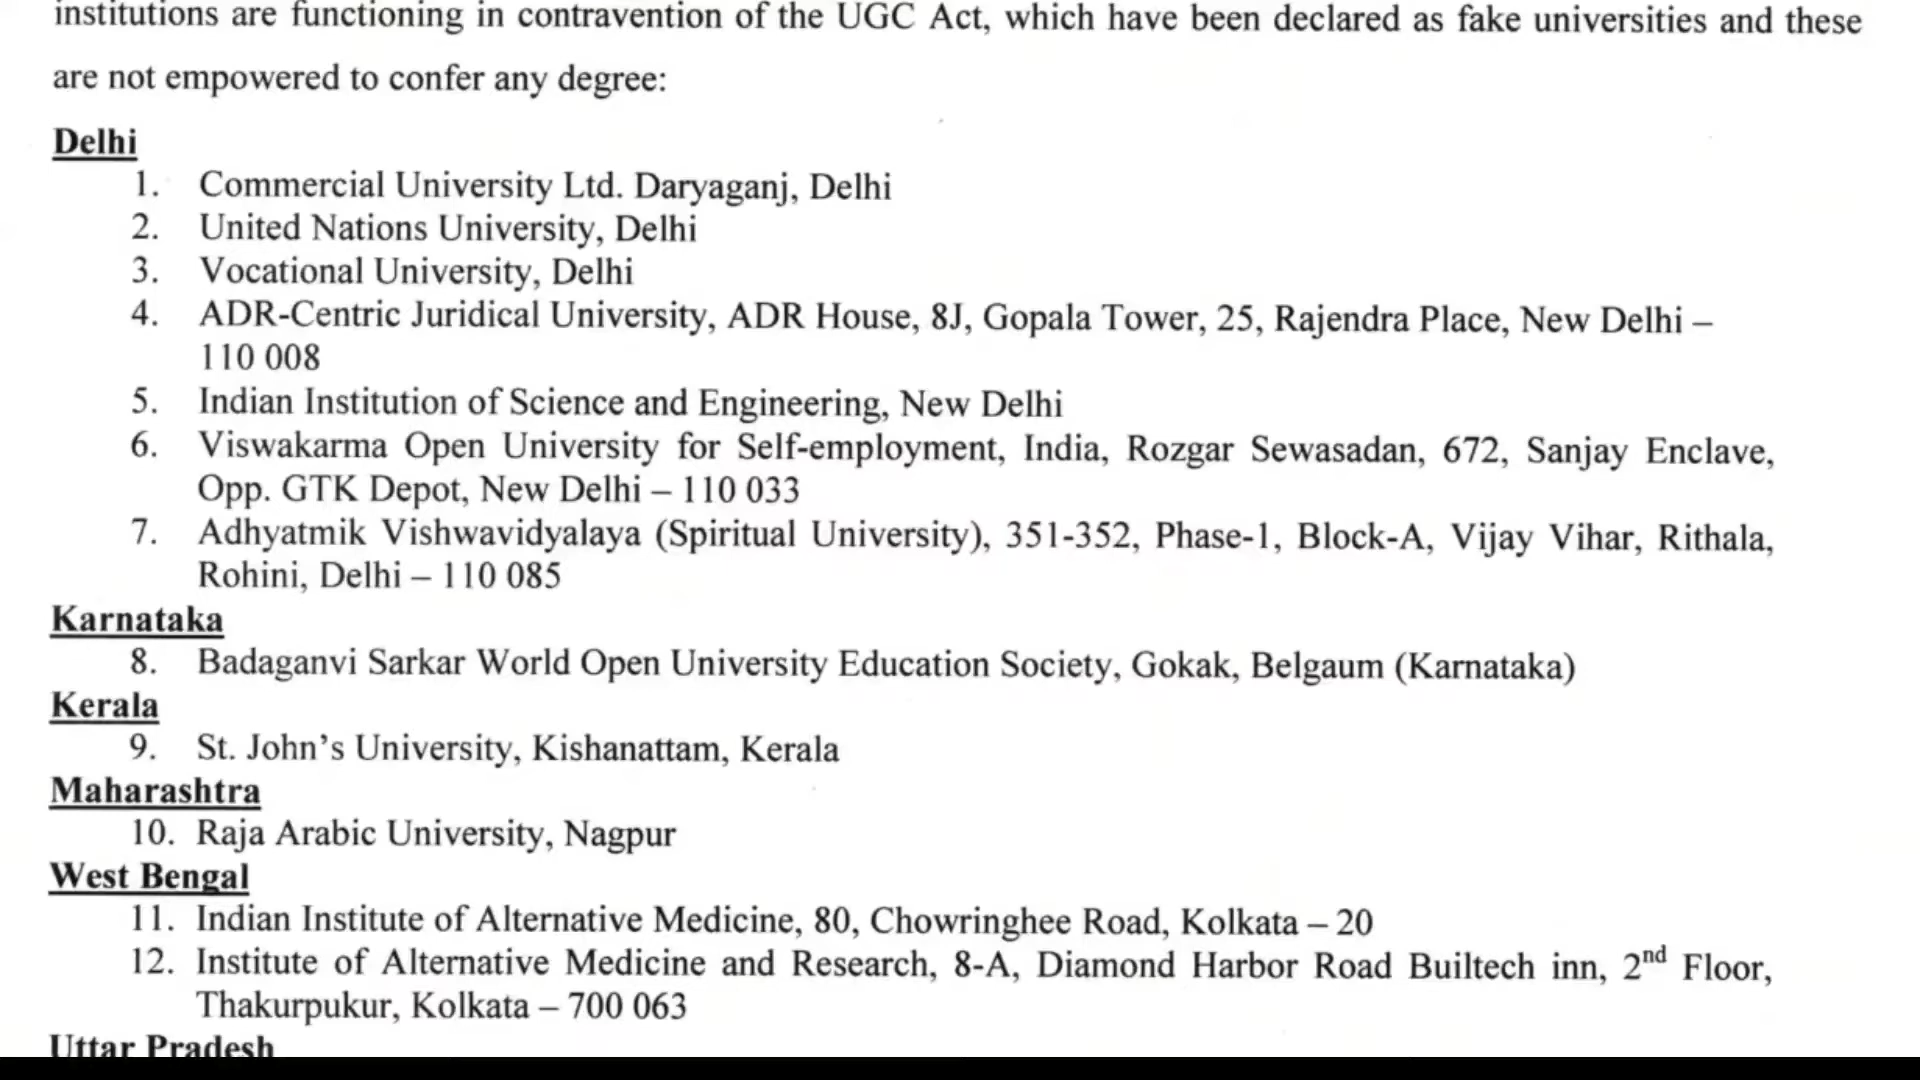 institutions are functioning in contravention of the UGC Act, which have been declared as fake universities and these
are not empowered to confer any degree:
Delhi
1. Commercial University Ltd. Daryaganj, Delhi
2. United Nations University, Delhi
3. Vocational University, Delhi
4. ADR-Centric Juridical University, ADR House, 8J, Gopala Tower, 25, Rajendra Place, New Delhi –
110 008
5. Indian Institution of Science and Engineering, New Delhi
6. Viswakarma Open University for Self-employment, India, Rozgar Sewasadan, 672, Sanjay Enclave,
Opp. GTK Depot, New Delhi – 110 033
7. Adhyatmik Vishwavidyalaya (Spiritual University), 351-352, Phase-1, Block-A, Vijay Vihar, Rithala,
Rohini, Delhi – 110 085
Karnataka
8. Badaganvi Sarkar World Open University Education Society, Gokak, Belgaum (Karnataka)
Kerala
9. St. John’s University, Kishanattam, Kerala
Maharashtra
10. Raja Arabic University, Nagpur
West Bengal
11. Indian Institute of Alternative Medicine, 80, Chowringhee Road, Kolkata – 20
12. Institute of Alternative Medicine and Research, 8-A, Diamond Harbor Road Builtech inn, 2nd Floor,
Thakurpukur, Kolkata – 700 063
Uttar Pradesh